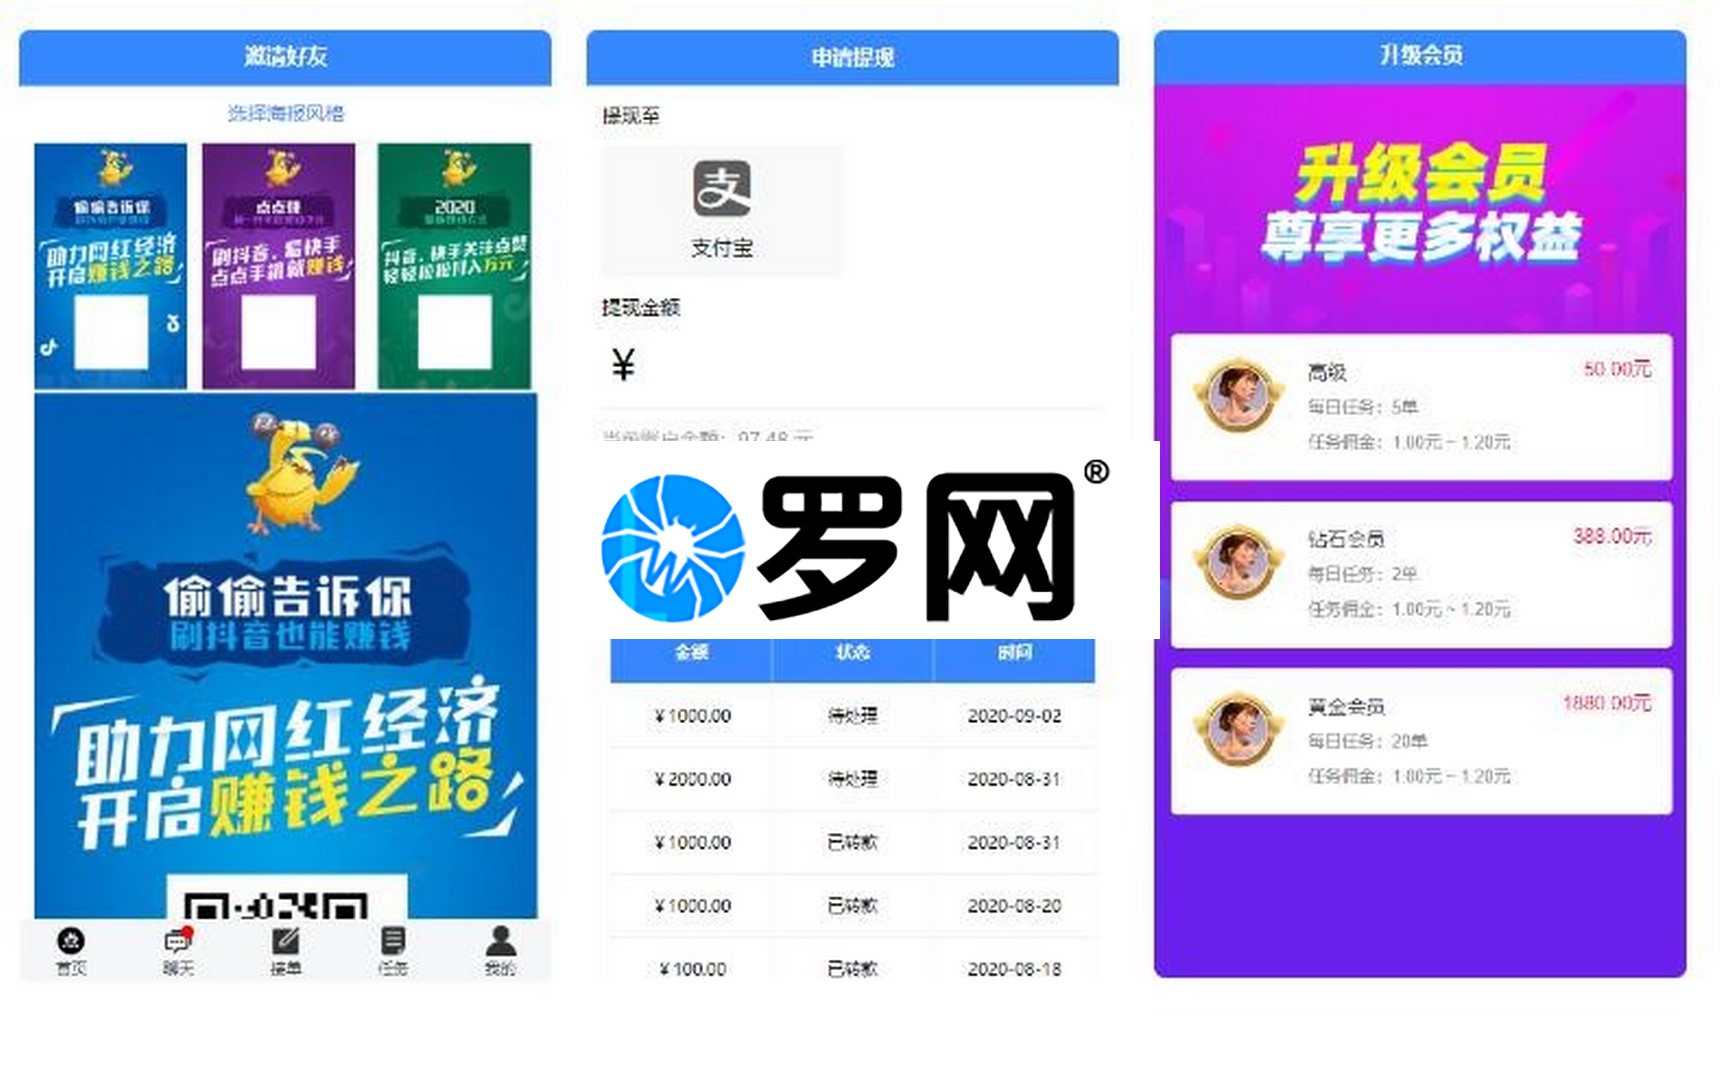 邀请好友
选择海报风格
偷偷告诉你
助力网红经济
开启赚钱之路
点点赚
刷抖音、看快手
点点手机就赚钱
2020
抖音、快手关注点赞
轻轻松松月入万元
偷偷告诉你
刷抖音也能赚钱
助力网红经济
开启赚钱之路
首页
聊天
接单
任务
我的
申请提现
提现至
支付宝
提现金额
¥
当前账户金额：97.48 元
罗网®
金额 状态 时间
¥1000.00 待处理 2020-09-02
¥2000.00 待处理 2020-08-31
¥1000.00 已转款 2020-08-31
¥1000.00 已转款 2020-08-20
¥100.00 已转款 2020-08-18
升级会员
升级会员
尊享更多权益
高级 50.00元
每日任务：5单
任务佣金：1.00元~1.20元
钻石会员 388.00元
每日任务：2单
任务佣金：1.00元~1.20元
黄金会员 1880.00元
每日任务：20单
任务佣金：1.00元~1.20元